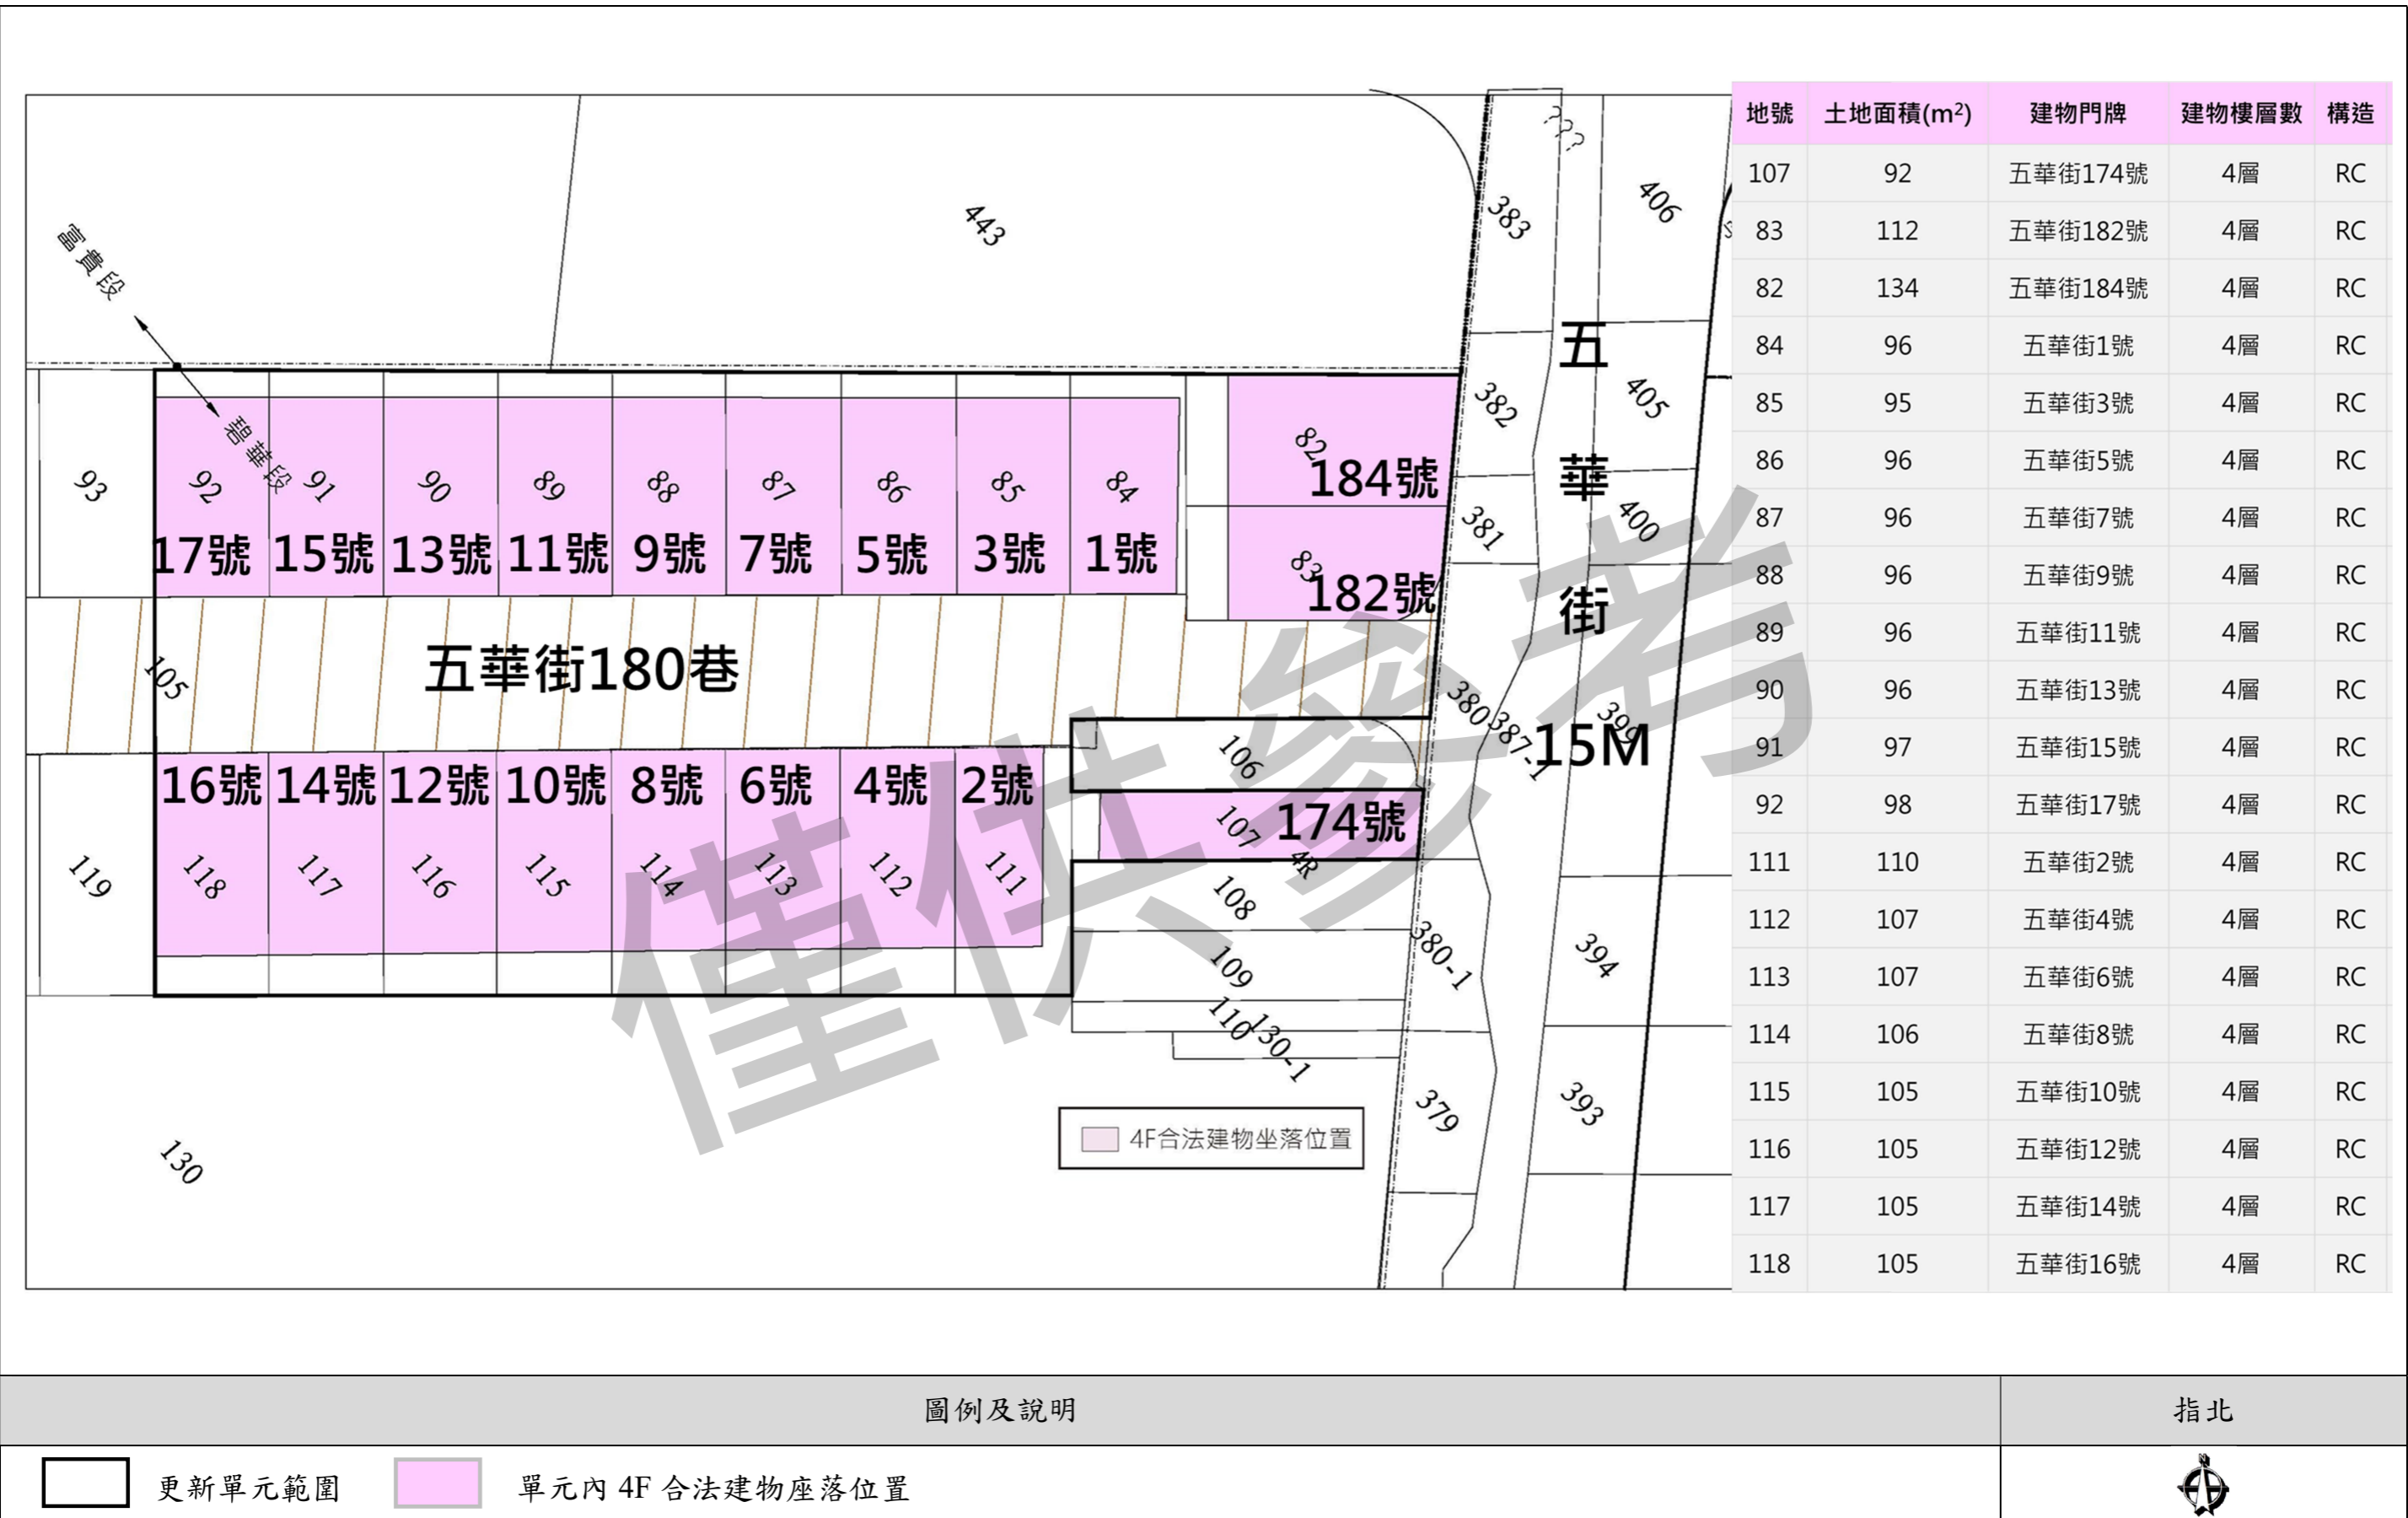 443
富貴段
碧華段
93
92
91
90
89
88
87
86
85
84
82
83
17號
15號
13號
11號
9號
7號
5號
3號
1號
184號
182號
105
五華街180巷
16號
14號
12號
10號
8號
6號
4號
2號
119
118
117
116
115
114
113
112
111
106
107
174號
4R
108
109
110
130-1
130
???
383
382
381
380
387-1
380-1
379
406
405
400
394
393
五華街
15M
僅供參考
4F合法建物坐落位置
地號 土地面積(m²) 建物門牌 建物樓層數 構造
107 92 五華街174號 4層 RC
83 112 五華街182號 4層 RC
82 134 五華街184號 4層 RC
84 96 五華街1號 4層 RC
85 95 五華街3號 4層 RC
86 96 五華街5號 4層 RC
87 96 五華街7號 4層 RC
88 96 五華街9號 4層 RC
89 96 五華街11號 4層 RC
90 96 五華街13號 4層 RC
91 97 五華街15號 4層 RC
92 98 五華街17號 4層 RC
111 110 五華街2號 4層 RC
112 107 五華街4號 4層 RC
113 107 五華街6號 4層 RC
114 106 五華街8號 4層 RC
115 105 五華街10號 4層 RC
116 105 五華街12號 4層 RC
117 105 五華街14號 4層 RC
118 105 五華街16號 4層 RC
圖例及說明
指北
更新單元範圍
單元內 4F 合法建物座落位置